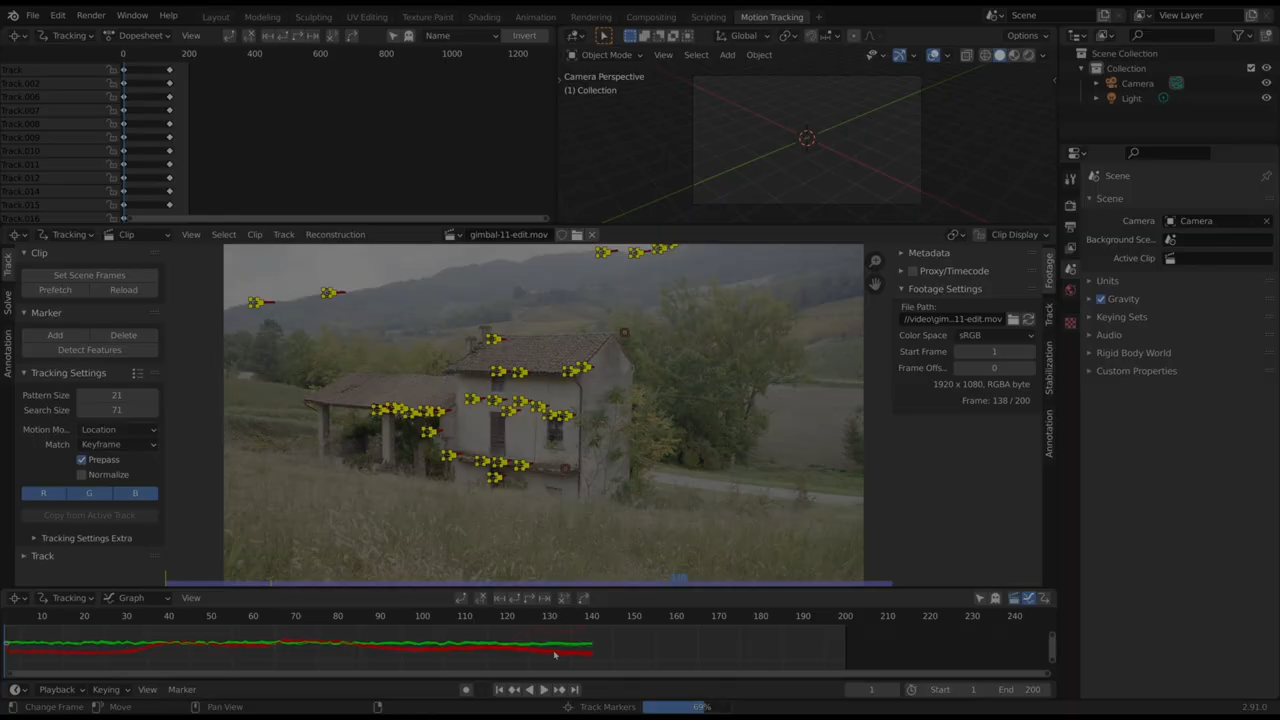 File Edit Render Window Help Layout Modeling Sculpting UV Editing Texture Paint Shading Animation Rendering Compositing Scripting Motion Tracking + Scene View Layer
Tracking Dopesheet View Name Invert
0 200 400 600 800 1000 1200
Track
Track.002
Track.006
Track.007
Track.008
Track.009
Track.010
Track.011
Track.012
Track.014
Track.015
Track.016
Global Options
Object Mode View Select Add Object
Camera Perspective
(1) Collection
Scene Collection
Collection
Camera
Light
Tracking Clip View Select Clip Track Reconstruction gimbal-11-edit.mov Clip Display
Track
Solve
Annotation
Clip
Set Scene Frames
Prefetch Reload
Marker
Add Delete
Detect Features
Tracking Settings
Pattern Size 21
Search Size 71
Motion Mo... Location
Match Keyframe
Prepass
Normalize
R G B
Copy from Active Track
Tracking Settings Extra
Track
Metadata
Proxy/Timecode
Footage Settings
File Path:
//video\gim...11-edit.mov
Color Space sRGB
Start Frame 1
Frame Offs... 0
1920 x 1080, RGBA byte
Frame: 138 / 200
Footage
Track
Stabilization
Annotation
Scene
Scene
Camera Camera
Background Sce...
Active Clip
Units
Gravity
Keying Sets
Audio
Rigid Body World
Custom Properties
Tracking Graph View
10 20 30 40 50 60 70 80 90 100 110 120 130 140 150 160 170 180 190 200 210 220 230 240
Playback Keying View Marker 1 Start 1 End 200
Change Frame Move Pan View Track Markers 69% 2.91.0